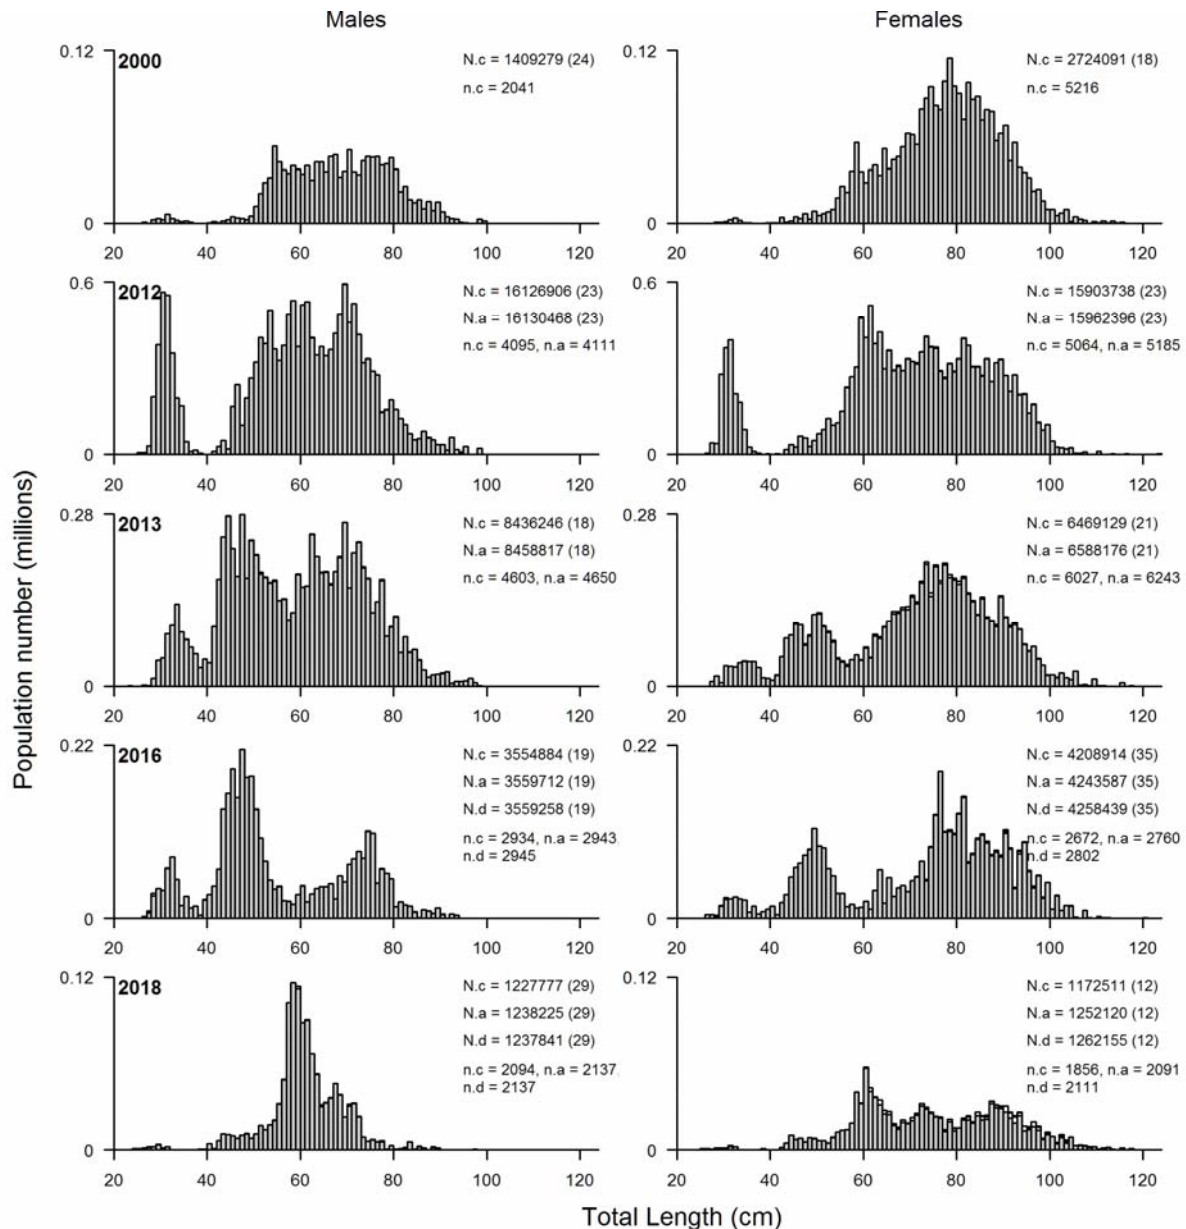 Males Females
0.12 2000 N.c = 1409279 (24) 0.12 N.c = 2724091 (18)
n.c = 2041 n.c = 5216
0 0
20 40 60 80 100 120 20 40 60 80 100 120
0.6 2012 N.c = 16126906 (23) 0.6 N.c = 15903738 (23)
N.a = 16130468 (23) N.a = 15962396 (23)
n.c = 4095, n.a = 4111 n.c = 5064, n.a = 5185
0 0
20 40 60 80 100 120 20 40 60 80 100 120
0.28 2013 N.c = 8436246 (18) 0.28 N.c = 6469129 (21)
N.a = 8458817 (18) N.a = 6588176 (21)
n.c = 4603, n.a = 4650 n.c = 6027, n.a = 6243
0 0
20 40 60 80 100 120 20 40 60 80 100 120
0.22 2016 N.c = 3554884 (19) 0.22 N.c = 4208914 (35)
N.a = 3559712 (19) N.a = 4243587 (35)
N.d = 3559258 (19) N.d = 4258439 (35)
n.c = 2934, n.a = 2943, n.c = 2672, n.a = 2760
n.d = 2945 n.d = 2802
0 0
20 40 60 80 100 120 20 40 60 80 100 120
0.12 2018 N.c = 1227777 (29) 0.12 N.c = 1172511 (12)
N.a = 1238225 (29) N.a = 1252120 (12)
N.d = 1237841 (29) N.d = 1262155 (12)
n.c = 2094, n.a = 2137, n.c = 1856, n.a = 2091
n.d = 2137 n.d = 2111
0 0
20 40 60 80 100 120 20 40 60 80 100 120
Population number (millions)
Total Length (cm)